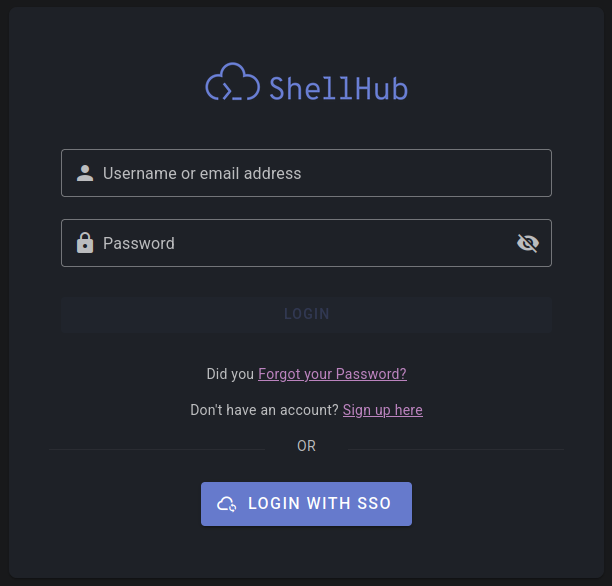 ShellHub
Username or email address
Password
LOGIN
Did you Forgot your Password?
Don't have an account? Sign up here
OR
LOGIN WITH SSO